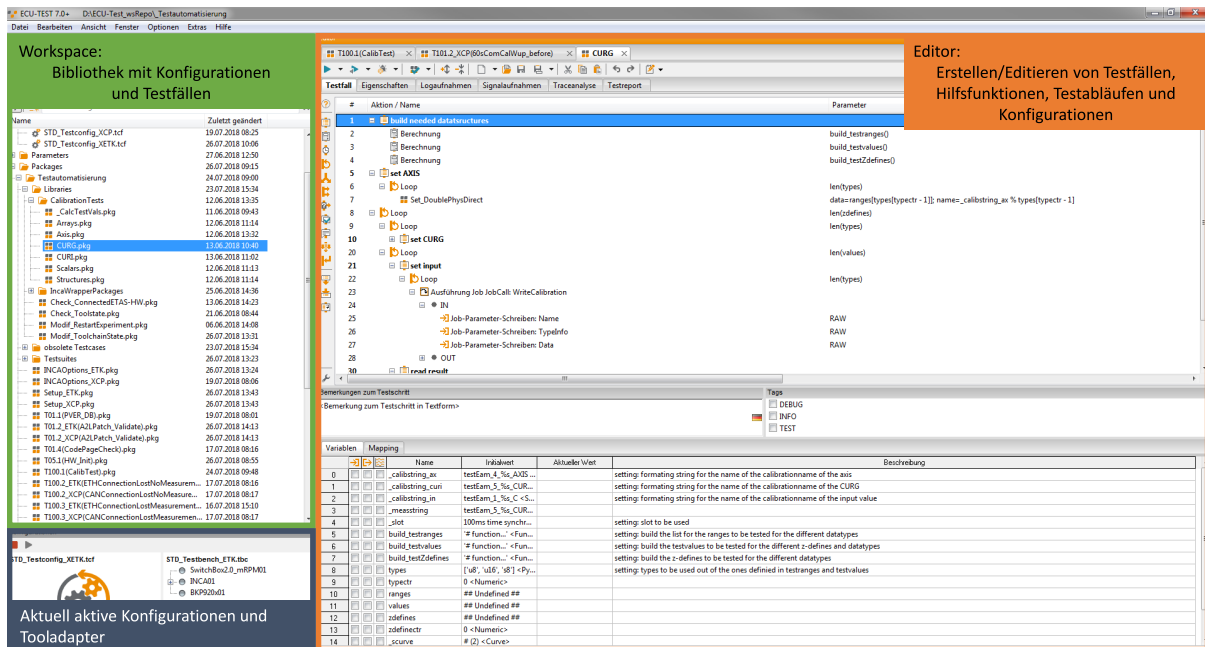 ECU-TEST 7.0+ D:\ECU-Test_wsRepo\_Testautomatisierung
Datei Bearbeiten Ansicht Fenster Optionen Extras Hilfe
Workspace:
Bibliothek mit Konfigurationen
und Testfällen
Name Zuletzt geändert
STD_Testconfig_XCP.tcf 19.07.2018 08:25
STD_Testconfig_XETK.tcf 26.07.2018 10:06
Parameters 27.06.2018 12:50
Packages 26.07.2018 09:15
Testautomatisierung 24.07.2018 09:00
Libraries 23.07.2018 15:34
CalibrationTests 12.06.2018 13:35
_CalcTestVals.pkg 11.06.2018 09:43
Arrays.pkg 12.06.2018 11:14
Axis.pkg 12.06.2018 13:32
CURG.pkg 13.06.2018 10:40
CURI.pkg 13.06.2018 11:02
Scalars.pkg 12.06.2018 11:13
Structures.pkg 12.06.2018 11:14
IncaWrapperPackages 25.06.2018 14:36
Check_ConnectedETAS-HW.pkg 13.06.2018 14:23
Check_Toolstate.pkg 21.06.2018 08:44
Modif_RestartExperiment.pkg 06.06.2018 14:08
Modif_ToolchainState.pkg 26.07.2018 13:31
obsolete Testcases 23.07.2018 15:34
Testsuites 26.07.2018 13:23
INCAOptions_ETK.pkg 26.07.2018 13:24
INCAOptions_XCP.pkg 19.07.2018 08:06
Setup_ETK.pkg 26.07.2018 13:43
Setup_XCP.pkg 26.07.2018 13:43
T01.1(PVER_DB).pkg 19.07.2018 08:01
T01.2_ETK(A2LPatch_Validate).pkg 26.07.2018 14:13
T01.2_XCP(A2LPatch_Validate).pkg 26.07.2018 14:13
T01.4(CodePageCheck).pkg 17.07.2018 08:16
T05.1(HW_Init).pkg 26.07.2018 08:55
T100.1(CalibTest).pkg 24.07.2018 09:48
T100.2_ETK(ETHConnectionLostNoMeasurem... 17.07.2018 08:16
T100.2_XCP(CANConnectionLostNoMeasure... 17.07.2018 08:17
T100.3_ETK(ETHConnectionLostMeasurement... 16.07.2018 15:10
T100.3_XCP(CANConnectionLostMeasuremen... 17.07.2018 08:17
STD_Testconfig_XETK.tcf STD_Testbench_ETK.tbc
SwitchBox2.0_mRPM01
INCA01
BKP920x01
Aktuell aktive Konfigurationen und
Tooladapter
T100.1(CalibTest) T101.2_XCP(60sComCalWup_before) CURG
Editor:
Erstellen/Editieren von Testfällen,
Hilfsfunktionen, Testabläufen und
Konfigurationen
Testfall Eigenschaften Logaufnahmen Signalaufnahmen Traceanalyse Testreport
# Aktion / Name Parameter
1 build needed datatsructures
2 Berechnung build_testranges()
3 Berechnung build_testvalues()
4 Berechnung build_testZdefines()
5 set AXIS
6 Loop len(types)
7 Set_DoublePhysDirect data=ranges[types[typectr - 1]]; name=_calibstring_ax % types[typectr - 1]
8 Loop len(zdefines)
9 Loop len(types)
10 set CURG
20 Loop len(values)
21 set input
22 Loop len(types)
23 Ausführung Job JobCall: WriteCalibration
24 IN
25 Job-Parameter-Schreiben: Name RAW
26 Job-Parameter-Schreiben: TypeInfo RAW
27 Job-Parameter-Schreiben: Data RAW
28 OUT
30 read result
Bemerkungen zum Testschritt Tags
<Bemerkung zum Testschritt in Textform> DEBUG
INFO
TEST
Variablen Mapping
Name Initialwert Aktueller Wert Beschreibung
0 _calibstring_ax testEam_4_%s_AXIS ... setting: formating string for the name of the calibrationname of the axis
1 _calibstring_curi testEam_5_%s_CUR... setting: formating string for the name of the calibrationname of the CURG
2 _calibstring_in testEam_1_%s_C <S... setting: formating string for the name of the calibrationname of the input value
3 _measstring testEam_5_%s_CUR...
4 _slot 100ms time synchr... setting: slot to be used
5 build_testranges '# function...' <Fun... setting: build the list for the ranges to be tested for the different datatypes
6 build_testvalues '# function...' <Fun... setting: build the testvalues to be tested for the different z-defines and datatypes
7 build_testZdefines '# function...' <Fun... setting: build the z-defines to be tested for the different datatypes
8 types ['u8', 'u16', 's8'] <Py... setting: types to be used out of the ones definied in testranges and testvalues
9 typectr 0 <Numeric>
10 ranges ## Undefined ##
11 values ## Undefined ##
12 zdefines ## Undefined ##
13 zdefinectr 0 <Numeric>
14 _scurve # (2) <Curve>